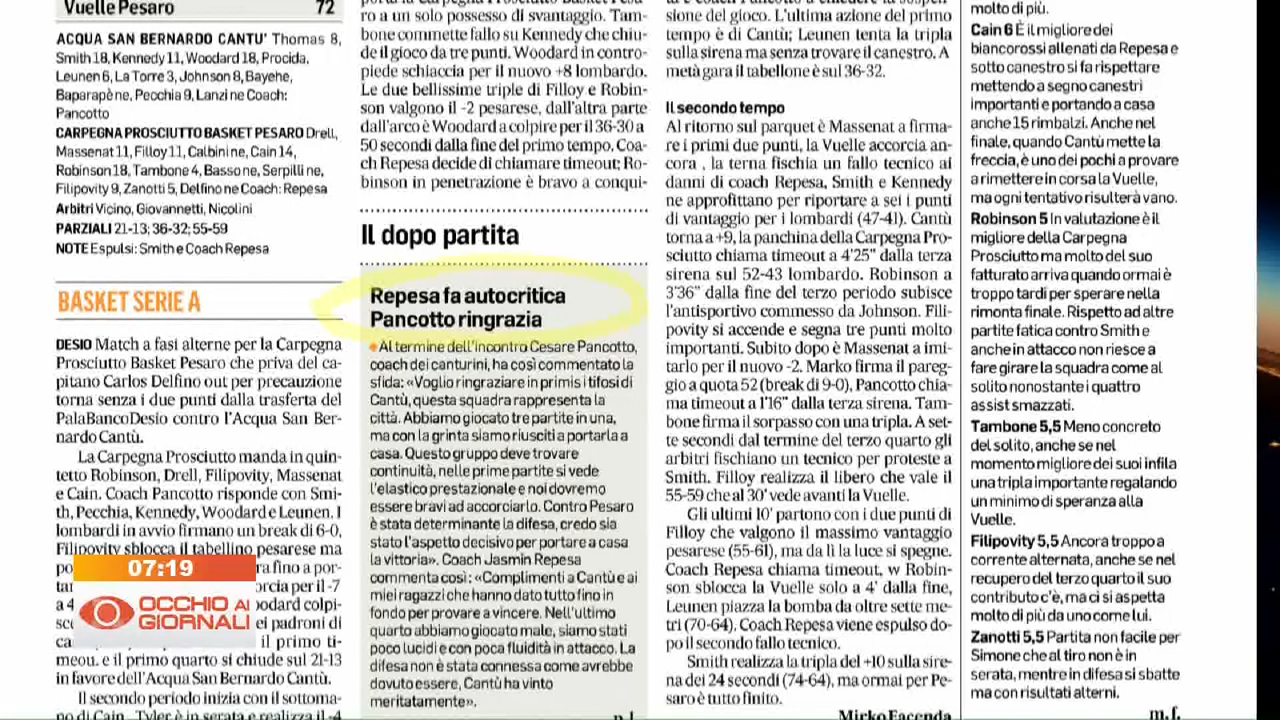 Vuelle Pesaro 72
ACQUA SAN BERNARDO CANTU' Thomas 8,
Smith 18, Kennedy 11, Woodard 18, Procida,
Leunen 6, La Torre 3, Johnson 8, Bayehe,
Baparapè ne, Pecchia 9, Lanzi ne Coach:
Pancotto
CARPEGNA PROSCIUTTO BASKET PESARO Drell,
Massenat 11, Filloy 11, Calbini ne, Cain 14,
Robinson 18, Tambone 4, Basso ne, Serpilli ne,
Filipovity 9, Zanotti 5, Delfino ne Coach: Repesa
Arbitri Vicino, Giovannetti, Nicolini
PARZIALI 21-13; 36-32; 55-59
NOTE Espulsi: Smith e Coach Repesa
BASKET SERIE A
DESIO Match a fasi alterne per la Carpegna
Prosciutto Basket Pesaro che priva del ca-
pitano Carlos Delfino out per precauzione
torna senza i due punti dalla trasferta del
PalaBancoDesio contro l'Acqua San Ber-
nardo Cantù.
La Carpegna Prosciutto manda in quin-
tetto Robinson, Drell, Filipovity, Massenat
e Cain. Coach Pancotto risponde con Smi-
th, Pecchia, Kennedy, Woodard e Leunen. I
lombardi in avvio firmano un break di 6-0,
Filipovity sblocca il tabellino pesarese ma
po ra fino a por-
tar orcia per il -7
a 4 oodard colpi-
sce ei padroni di
ca il primo ti-
meou. e il primo quarto si chiude sul 21-13
in favore dell'Acqua San Bernardo Cantù.
Il secondo periodo inizia con il sottoma-
no di Cain. Tyler è in serata e realizza il -4
07:19
OCCHIO AI
GIORNALI
ro a un solo possesso di svantaggio. Tam-
bone commette fallo su Kennedy che chiu-
de il gioco da tre punti. Woodard in contro-
piede schiaccia per il nuovo +8 lombardo.
Le due bellissime triple di Filloy e Robin-
son valgono il -2 pesarese, dall'altra parte
dall'arco è Woodard a colpire per il 36-30 a
50 secondi dalla fine del primo tempo. Coa-
ch Repesa decide di chiamare timeout; Ro-
binson in penetrazione è bravo a conqui-
Il dopo partita
Repesa fa autocritica
Pancotto ringrazia
Al termine dell'incontro Cesare Pancotto,
coach dei canturini, ha così commentato la
sfida: «Voglio ringraziare in primis i tifosi di
Cantù, questa squadra rappresenta la
città. Abbiamo giocato tre partite in una,
ma con la grinta siamo riusciti a portarla a
casa. Questo gruppo deve trovare
continuità, nelle prime partite si vede
l'elastico prestazionale e noi dovremo
essere bravi ad accorciarlo. Contro Pesaro
è stata determinante la difesa, credo sia
stato l'aspetto decisivo per portare a casa
la vittoria». Coach Jasmin Repesa
commenta così: «Complimenti a Cantù e ai
miei ragazzi che hanno dato tutto fino in
fondo per provare a vincere. Nell'ultimo
quarto abbiamo giocato male, siamo stati
poco lucidi e con poca fluidità in attacco. La
difesa non è stata connessa come avrebbe
dovuto essere, Cantù ha vinto
meritatamente».
sione del gioco. L'ultima azione del primo
tempo è di Cantù; Leunen tenta la tripla
sulla sirena ma senza trovare il canestro. A
metà gara il tabellone è sul 36-32.
Il secondo tempo
Al ritorno sul parquet è Massenat a firma-
re i primi due punti, la Vuelle accorcia an-
cora , la terna fischia un fallo tecnico ai
danni di coach Repesa, Smith e Kennedy
ne approfittano per riportare a sei i punti
di vantaggio per i lombardi (47-41). Cantù
torna a +9, la panchina della Carpegna Pro-
sciutto chiama timeout a 4'25" dalla terza
sirena sul 52-43 lombardo. Robinson a
3'36" dalla fine del terzo periodo subisce
l'antisportivo commesso da Johnson. Fili-
povity si accende e segna tre punti molto
importanti. Subito dopo è Massenat a imi-
tarlo per il nuovo -2. Marko firma il pareg-
gio a quota 52 (break di 9-0), Pancotto chia-
ma timeout a 1'16" dalla terza sirena. Tam-
bone firma il sorpasso con una tripla. A set-
te secondi dal termine del terzo quarto gli
arbitri fischiano un tecnico per proteste a
Smith. Filloy realizza il libero che vale il
55-59 che al 30' vede avanti la Vuelle.
Gli ultimi 10' partono con i due punti di
Filloy che valgono il massimo vantaggio
pesarese (55-61), ma da lì la luce si spegne.
Coach Repesa chiama timeout, w Robin-
son sblocca la Vuelle solo a 4' dalla fine,
Leunen piazza la bomba da oltre sette me-
tri (70-64). Coach Repesa viene espulso do-
po il secondo fallo tecnico.
Smith realizza la tripla del +10 sulla sire-
na dei 24 secondi (74-64), ma ormai per Pe-
saro è tutto finito.
Mirko Facenda
molto di più.
Cain 6 È il migliore dei
biancorossi allenati da Repesa e
sotto canestro si fa rispettare
mettendo a segno canestri
importanti e portando a casa
anche 15 rimbalzi. Anche nel
finale, quando Cantù mette la
freccia, è uno dei pochi a provare
a rimettere in corsa la Vuelle,
ma ogni tentativo risulterà vano.
Robinson 5 In valutazione è il
migliore della Carpegna
Prosciutto ma molto del suo
fatturato arriva quando ormai è
troppo tardi per sperare nella
rimonta finale. Rispetto ad altre
partite fatica contro Smith e
anche in attacco non riesce a
fare girare la squadra come al
solito nonostante i quattro
assist smazzati.
Tambone 5,5 Meno concreto
del solito, anche se nel
momento migliore dei suoi infila
una tripla importante regalando
un minimo di speranza alla
Vuelle.
Filipovity 5,5 Ancora troppo a
corrente alternata, anche se nel
recupero del terzo quarto il suo
contributo c'è, ma ci si aspetta
molto di più da uno come lui.
Zanotti 5,5 Partita non facile per
Simone che al tiro non è in
serata, mentre in difesa si sbatte
ma con risultati alterni.
m. f.